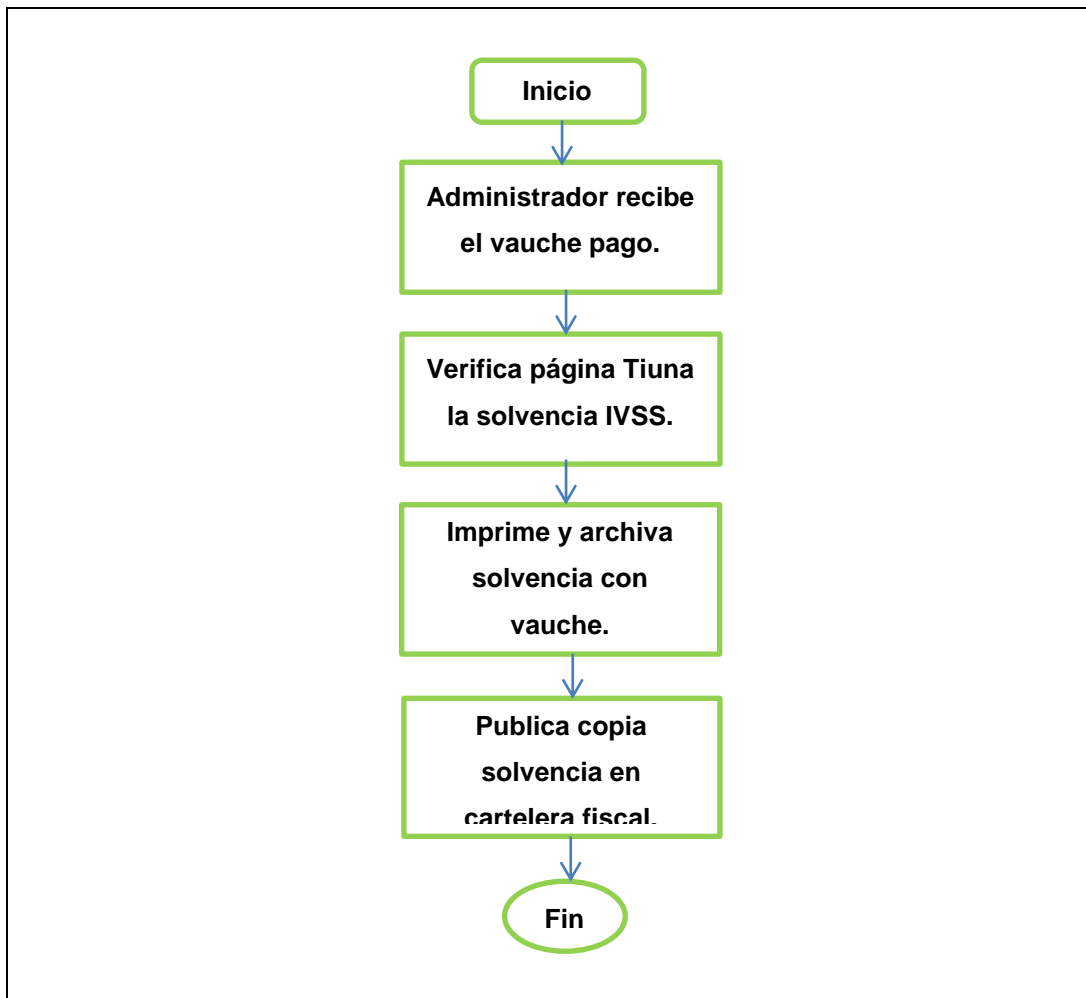 Inicio
Administrador recibe
el vauche pago.
Verifica página Tiuna
la solvencia IVSS.
Imprime y archiva
solvencia con
vauche.
Publica copia
solvencia en
cartelera fiscal.
Fin